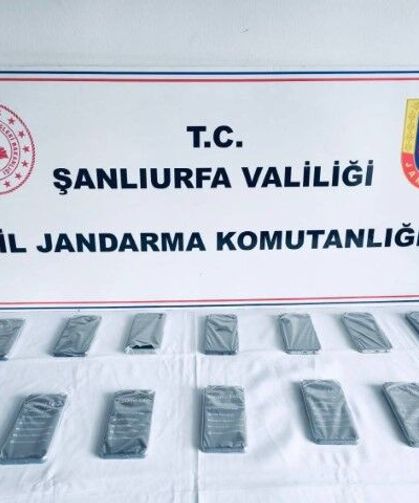 T.C.
ŞANLIURFA VALİLİĞİ
İL JANDARMA KOMUTANLIĞI